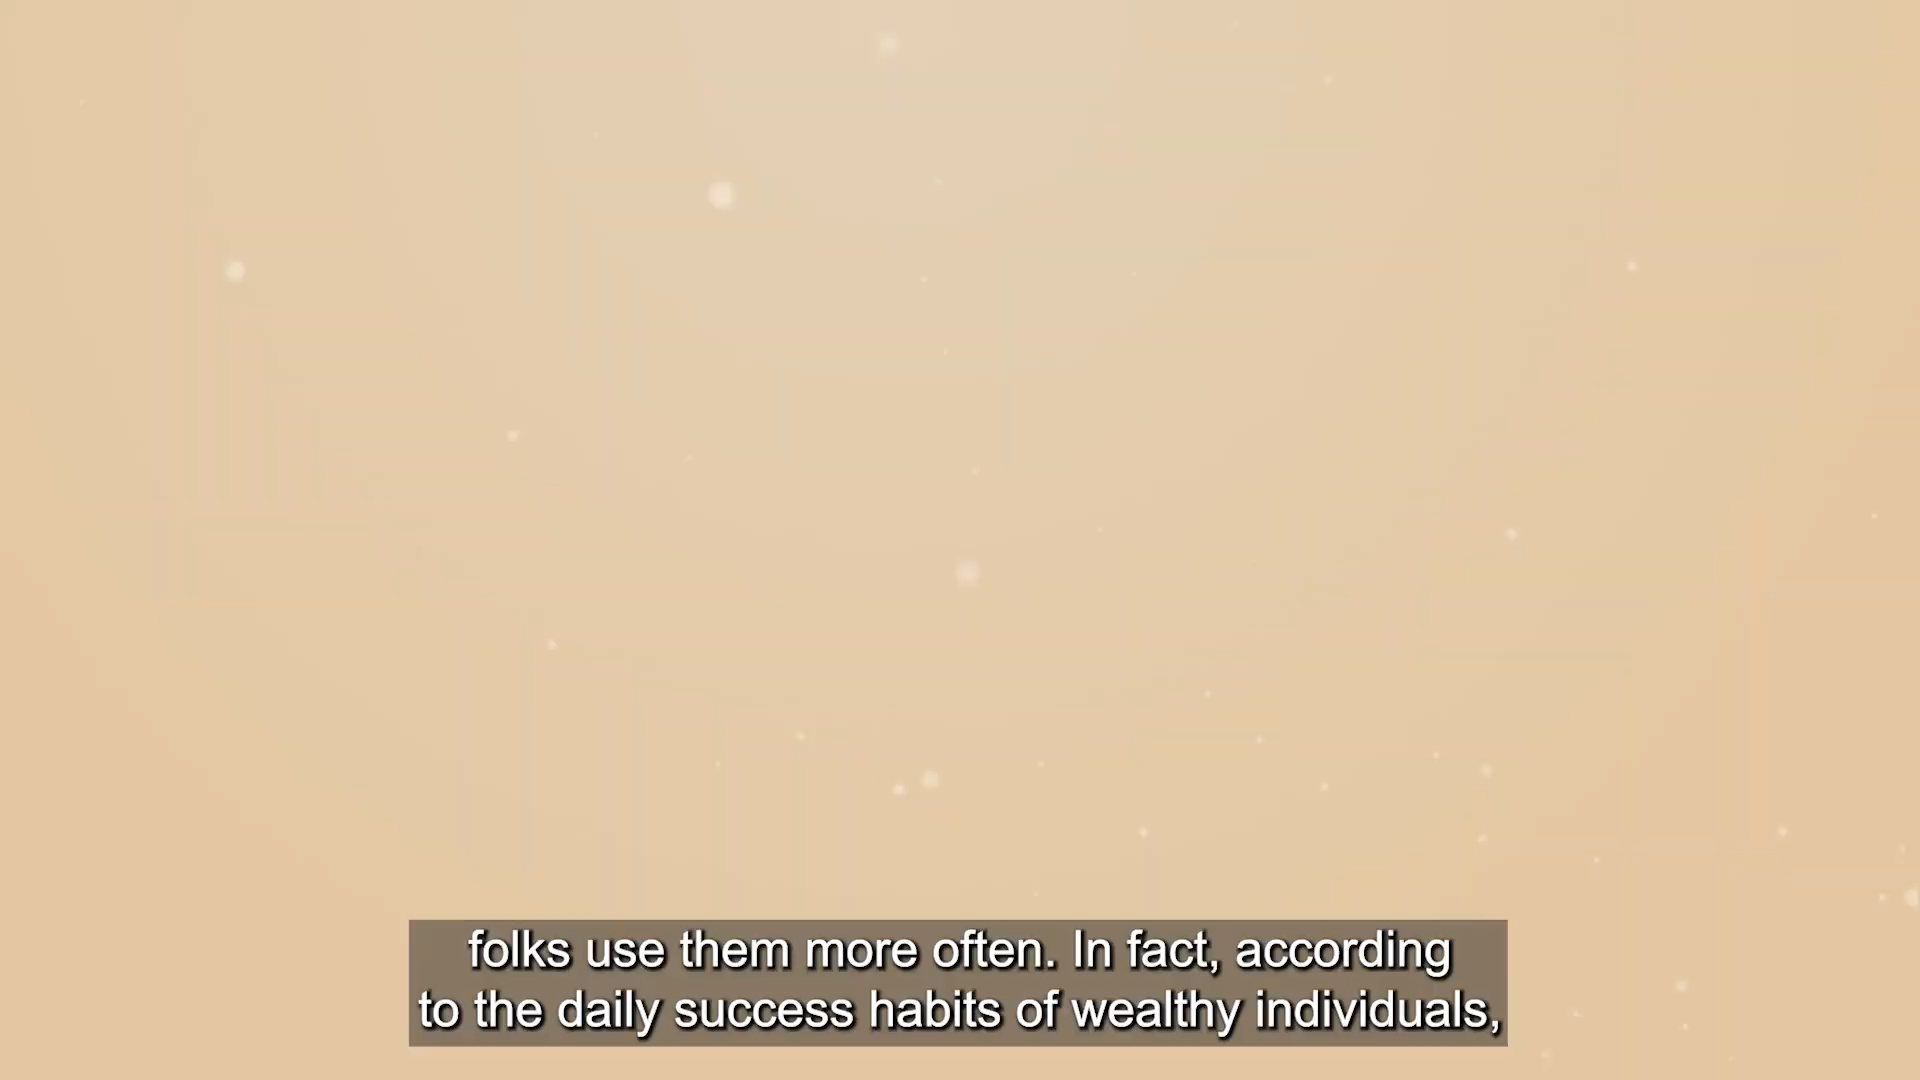 folks use them more often. In fact, according
to the daily success habits of wealthy individuals,